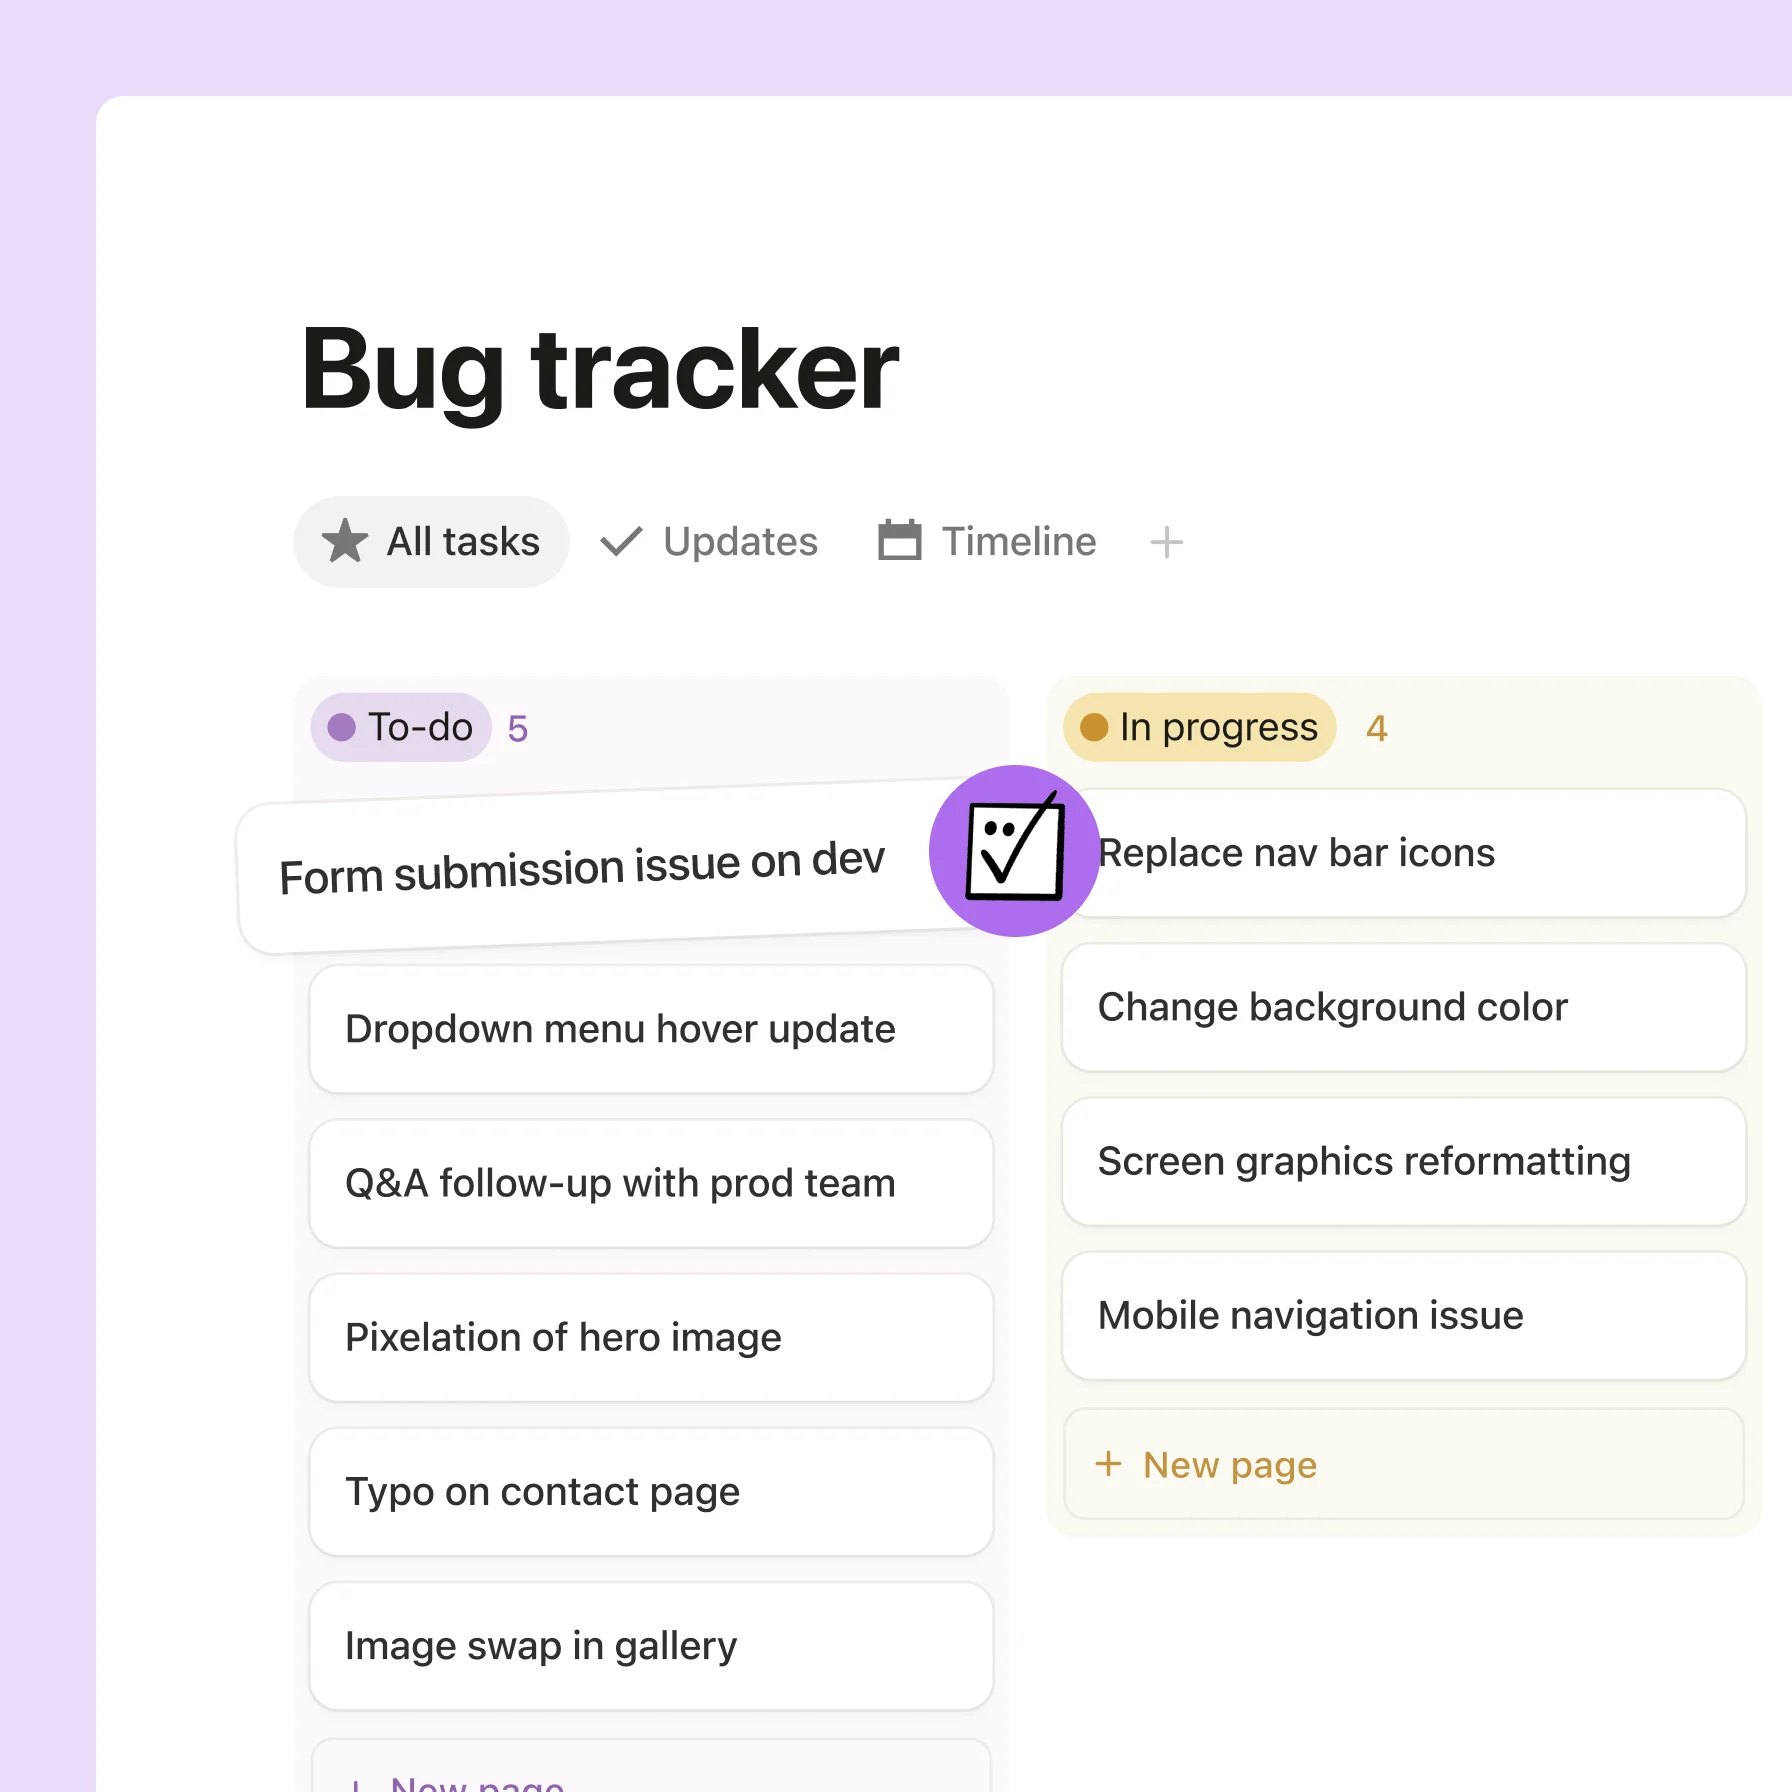 Bug tracker
All tasks
Updates
Timeline
To-do 5
Form submission issue on dev
Dropdown menu hover update
Q&A follow-up with prod team
Pixelation of hero image
Typo on contact page
Image swap in gallery
+ New page
In progress 4
Replace nav bar icons
Change background color
Screen graphics reformatting
Mobile navigation issue
+ New page